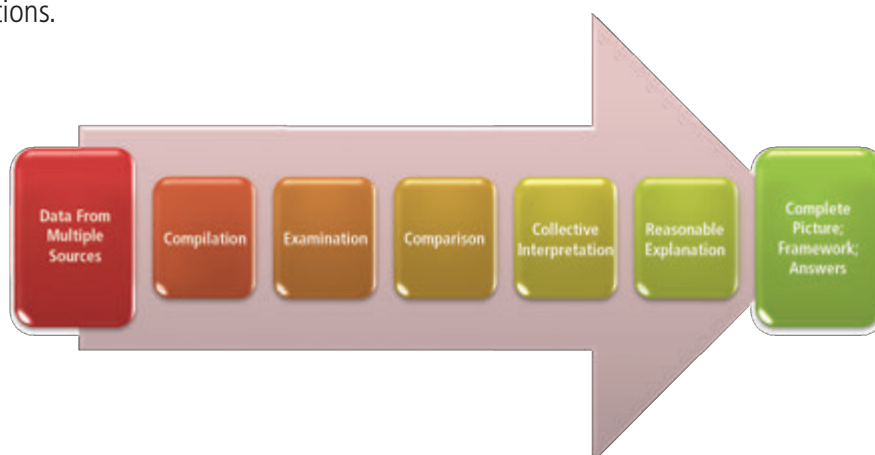 tions.
Data From
Multiple
Sources
Compilation
Examination
Comparison
Collective
Interpretation
Reasonable
Explanation
Complete
Picture;
Framework;
Answers